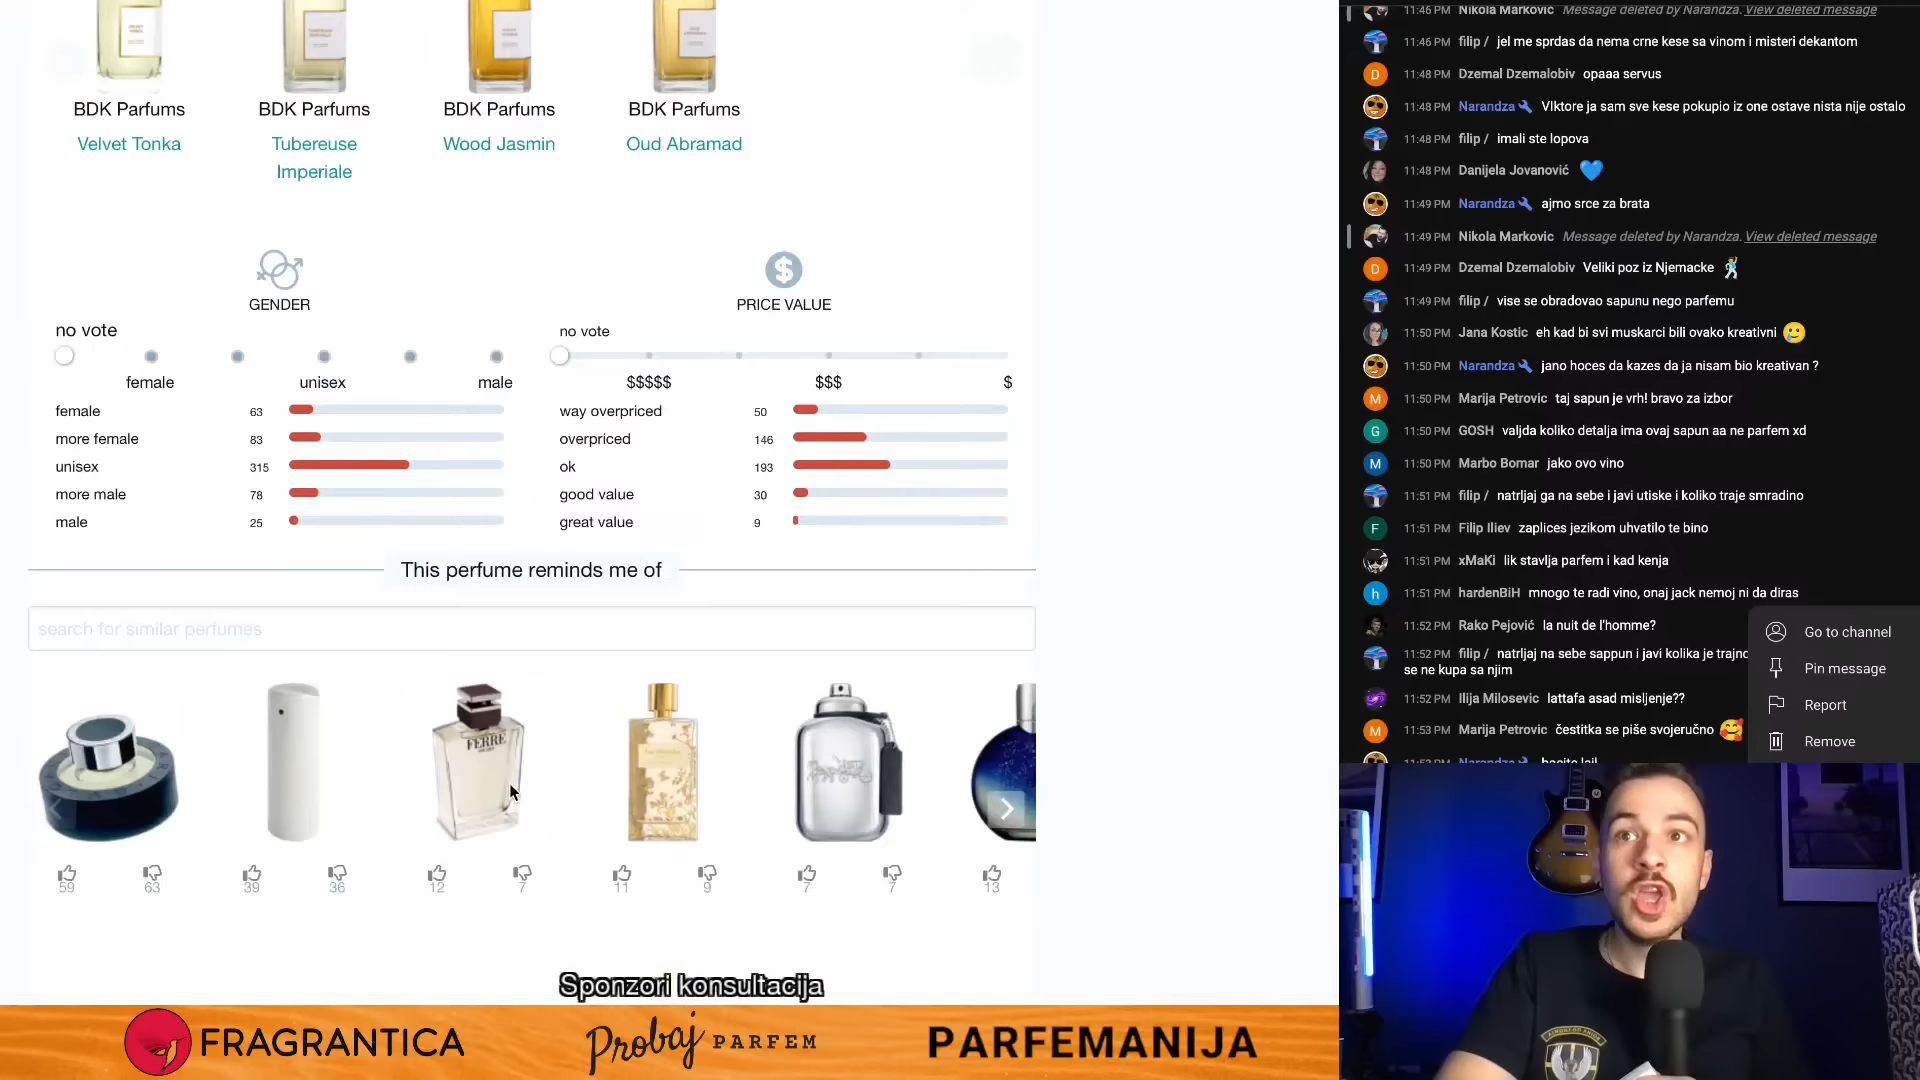 BDK Parfums
Velvet Tonka
BDK Parfums
Tubereuse
Imperiale
BDK Parfums
Wood Jasmin
BDK Parfums
Oud Abramad
GENDER
no vote
female unisex male
female 63
more female 83
unisex 315
more male 78
male 25
PRICE VALUE
no vote
$$$$$ $$$ $
way overpriced 50
overpriced 146
ok 193
good value 30
great value 9
This perfume reminds me of
search for similar perfumes
FERRE
59 63 39 36 12 7 11 9 7 7 13
Sponzori konsultacija
FRAGRANTICA
Probaj PARFEM
PARFEMANIJA
11:46 PM Nikola Markovic Message deleted by Narandza. View deleted message
11:46 PM filip / jel me sprdas da nema crne kese sa vinom i misteri dekantom
11:48 PM Dzemal Dzemalobiv opaaa servus
11:48 PM Narandza VIktore ja sam sve kese pokupio iz one ostave nista nije ostalo
11:48 PM filip / imali ste lopova
11:48 PM Danijela Jovanović 💙
11:49 PM Narandza ajmo srce za brata
11:49 PM Nikola Markovic Message deleted by Narandza. View deleted message
11:49 PM Dzemal Dzemalobiv Veliki poz iz Njemacke
11:49 PM filip / vise se obradovao sapunu nego parfemu
11:50 PM Jana Kostic eh kad bi svi muskarci bili ovako kreativni 🥲
11:50 PM Narandza jano hoces da kazes da ja nisam bio kreativan ?
11:50 PM Marija Petrovic taj sapun je vrh! bravo za izbor
11:50 PM GOSH valjda koliko detalja ima ovaj sapun aa ne parfem xd
11:50 PM Marbo Bomar jako ovo vino
11:51 PM filip / natrljaj ga na sebe i javi utiske i koliko traje smradino
11:51 PM Filip Iliev zaplices jezikom uhvatilo te bino
11:51 PM xMaKi lik stavlja parfem i kad kenja
11:51 PM hardenBiH mnogo te radi vino, onaj jack nemoj ni da diras
11:52 PM Rako Pejović la nuit de l'homme?
11:52 PM filip / natrljaj na sebe sappun i javi kolika je trajno
se ne kupa sa njim
11:52 PM Ilija Milosevic lattafa asad misljenje??
11:53 PM Marija Petrovic čestitka se piše svojeručno 🥰
Go to channel
Pin message
Report
Remove